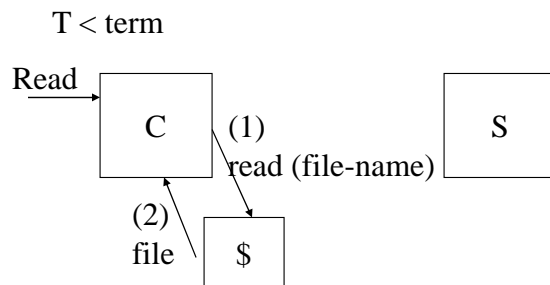 T < term
Read
C
S
(1)
read (file-name)
(2)
file
$